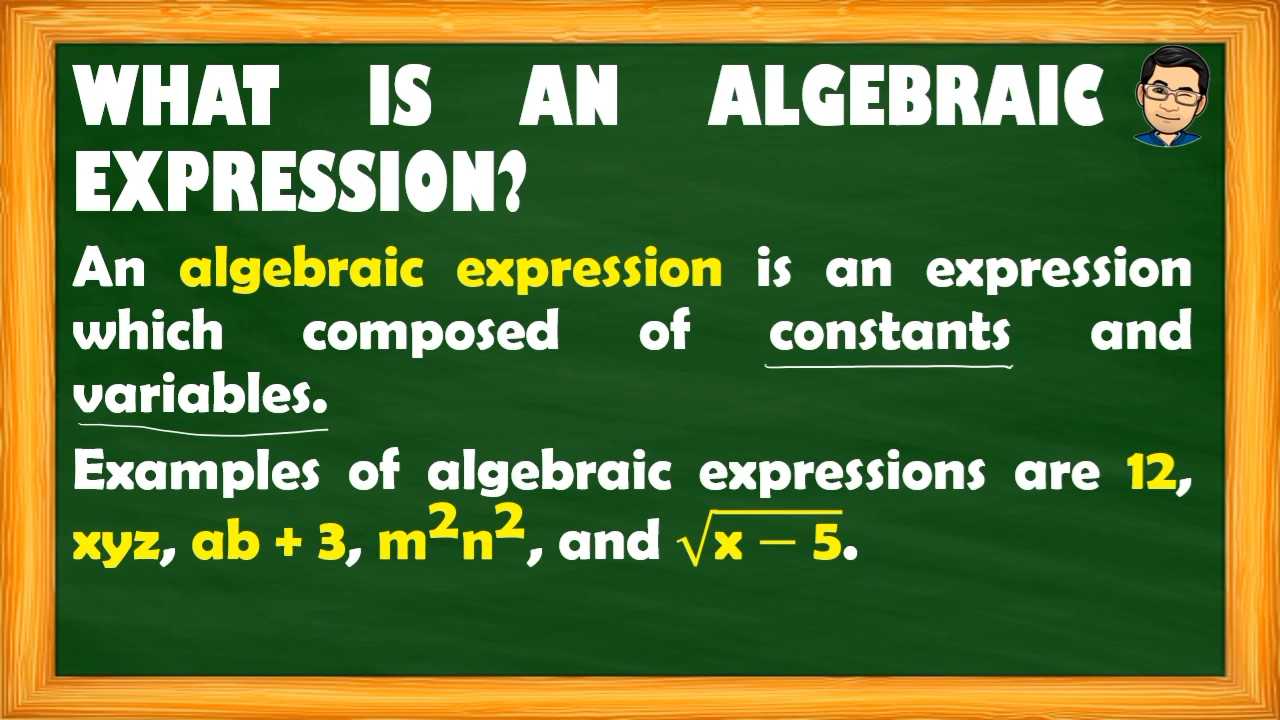 WHAT IS AN ALGEBRAIC
EXPRESSION?
An algebraic expression is an expression
which composed of constants and
variables.
Examples of algebraic expressions are 12,
xyz, ab + 3, m²n², and √x − 5.